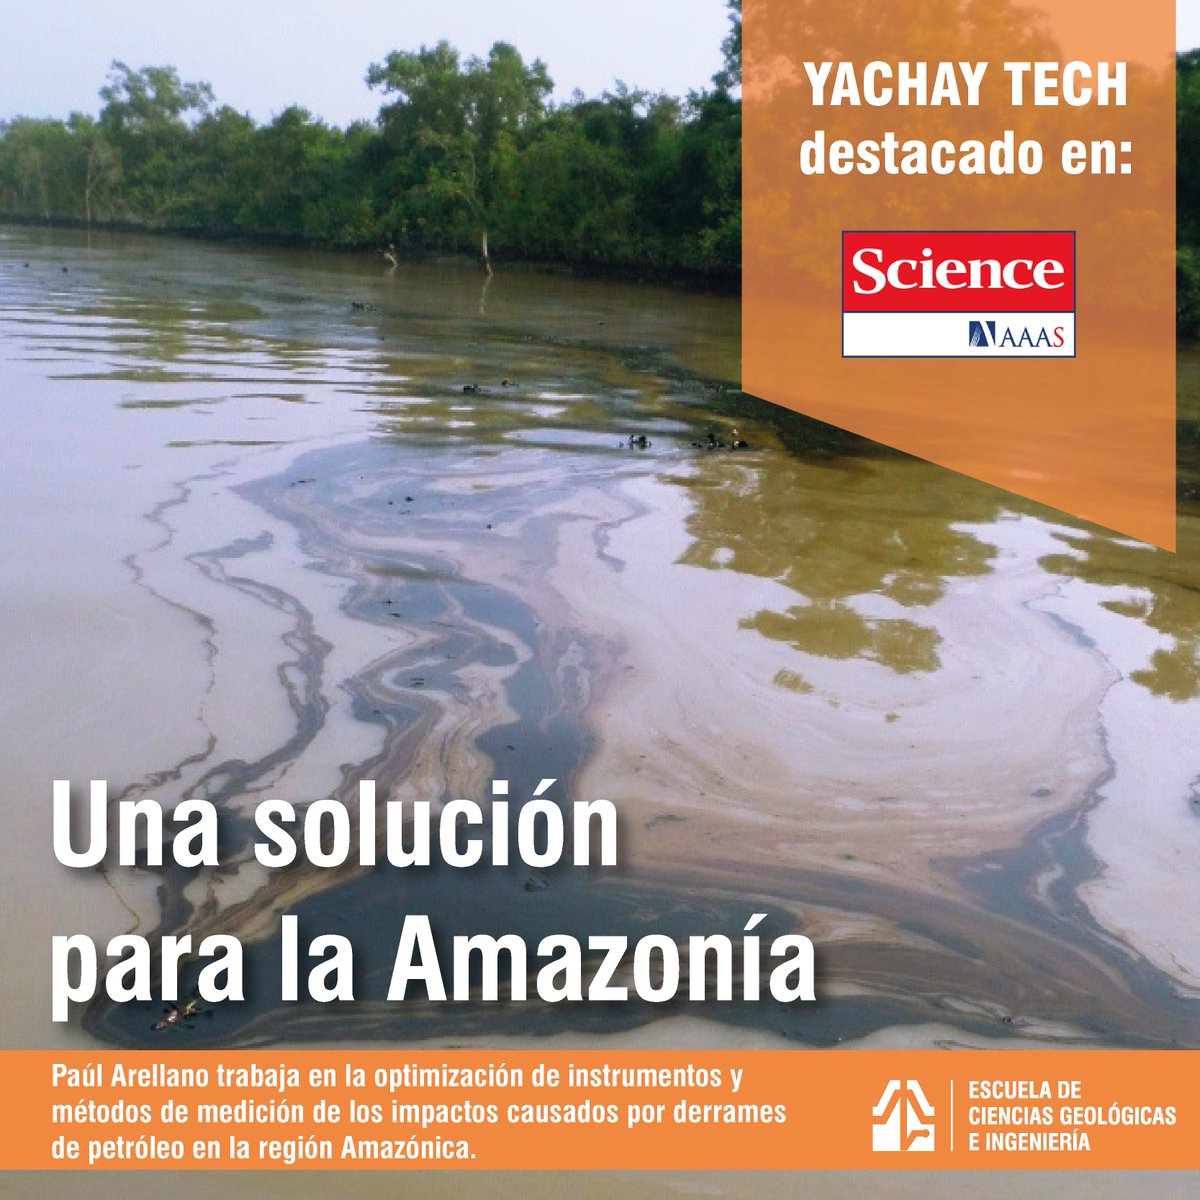 YACHAY TECH
destacado en:
Science
AAAS
Una solución
para la Amazonía
Paúl Arellano trabaja en la optimización de instrumentos y
métodos de medición de los impactos causados por derrames
de petróleo en la región Amazónica.
ESCUELA DE
CIENCIAS GEOLÓGICAS
E INGENIERÍA